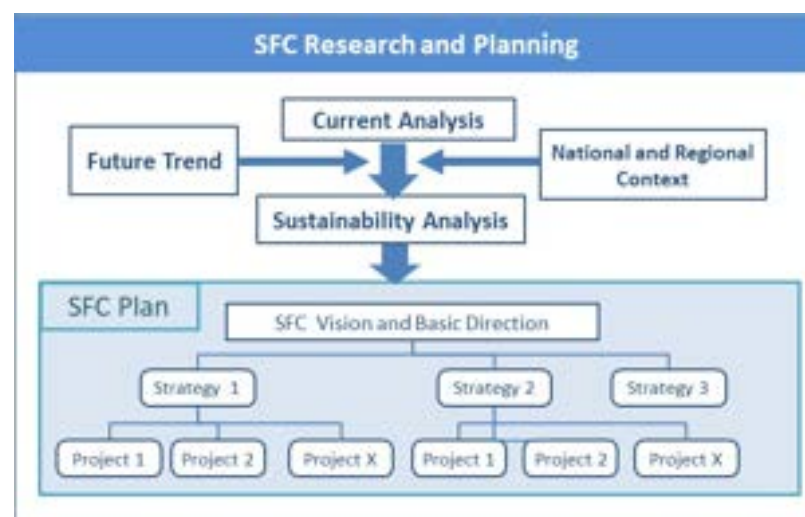 SFC Research and Planning
Current Analysis
Future Trend
National and Regional
Context
Sustainability Analysis
SFC Plan
SFC Vision and Basic Direction
Strategy 1
Strategy 2
Strategy 3
Project 1
Project 2
Project X
Project 1
Project 2
Project X